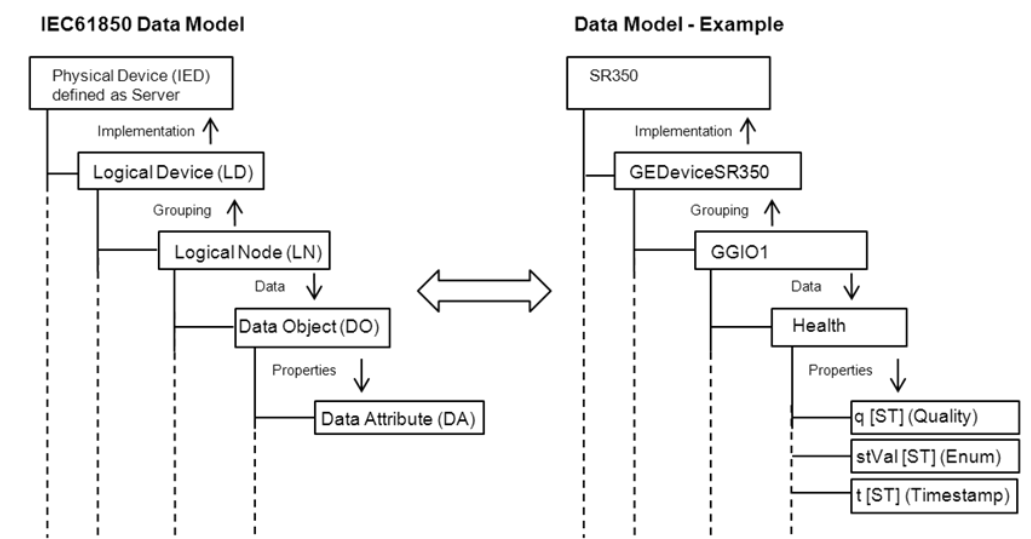 IEC61850 Data Model
Physical Device (IED)
defined as Server
Implementation
Logical Device (LD)
Grouping
Logical Node (LN)
Data
Data Object (DO)
Properties
Data Attribute (DA)
Data Model - Example
SR350
Implementation
GEDeviceSR350
Grouping
GGIO1
Data
Health
Properties
q [ST] (Quality)
stVal [ST] (Enum)
t [ST] (Timestamp)